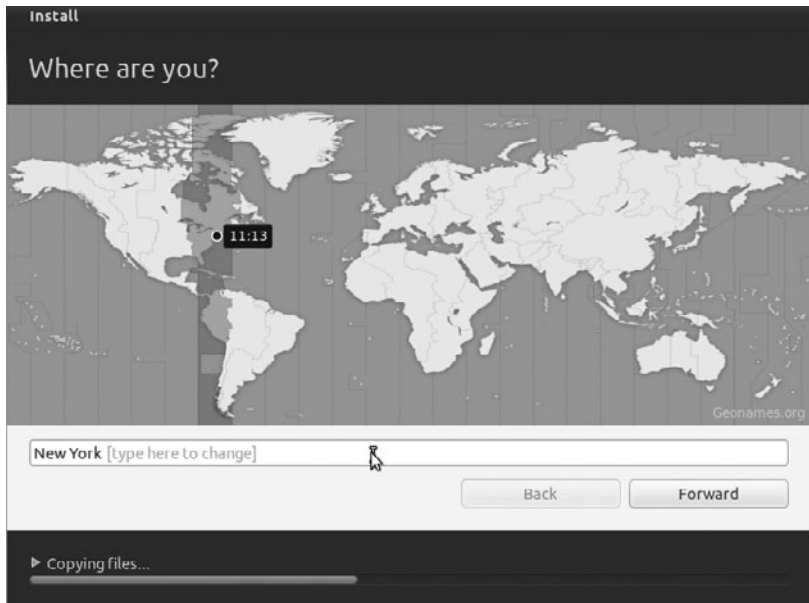 Install
Where are you?
11:13
Geonames.org
New York [type here to change]
Back
Forward
Copying files...